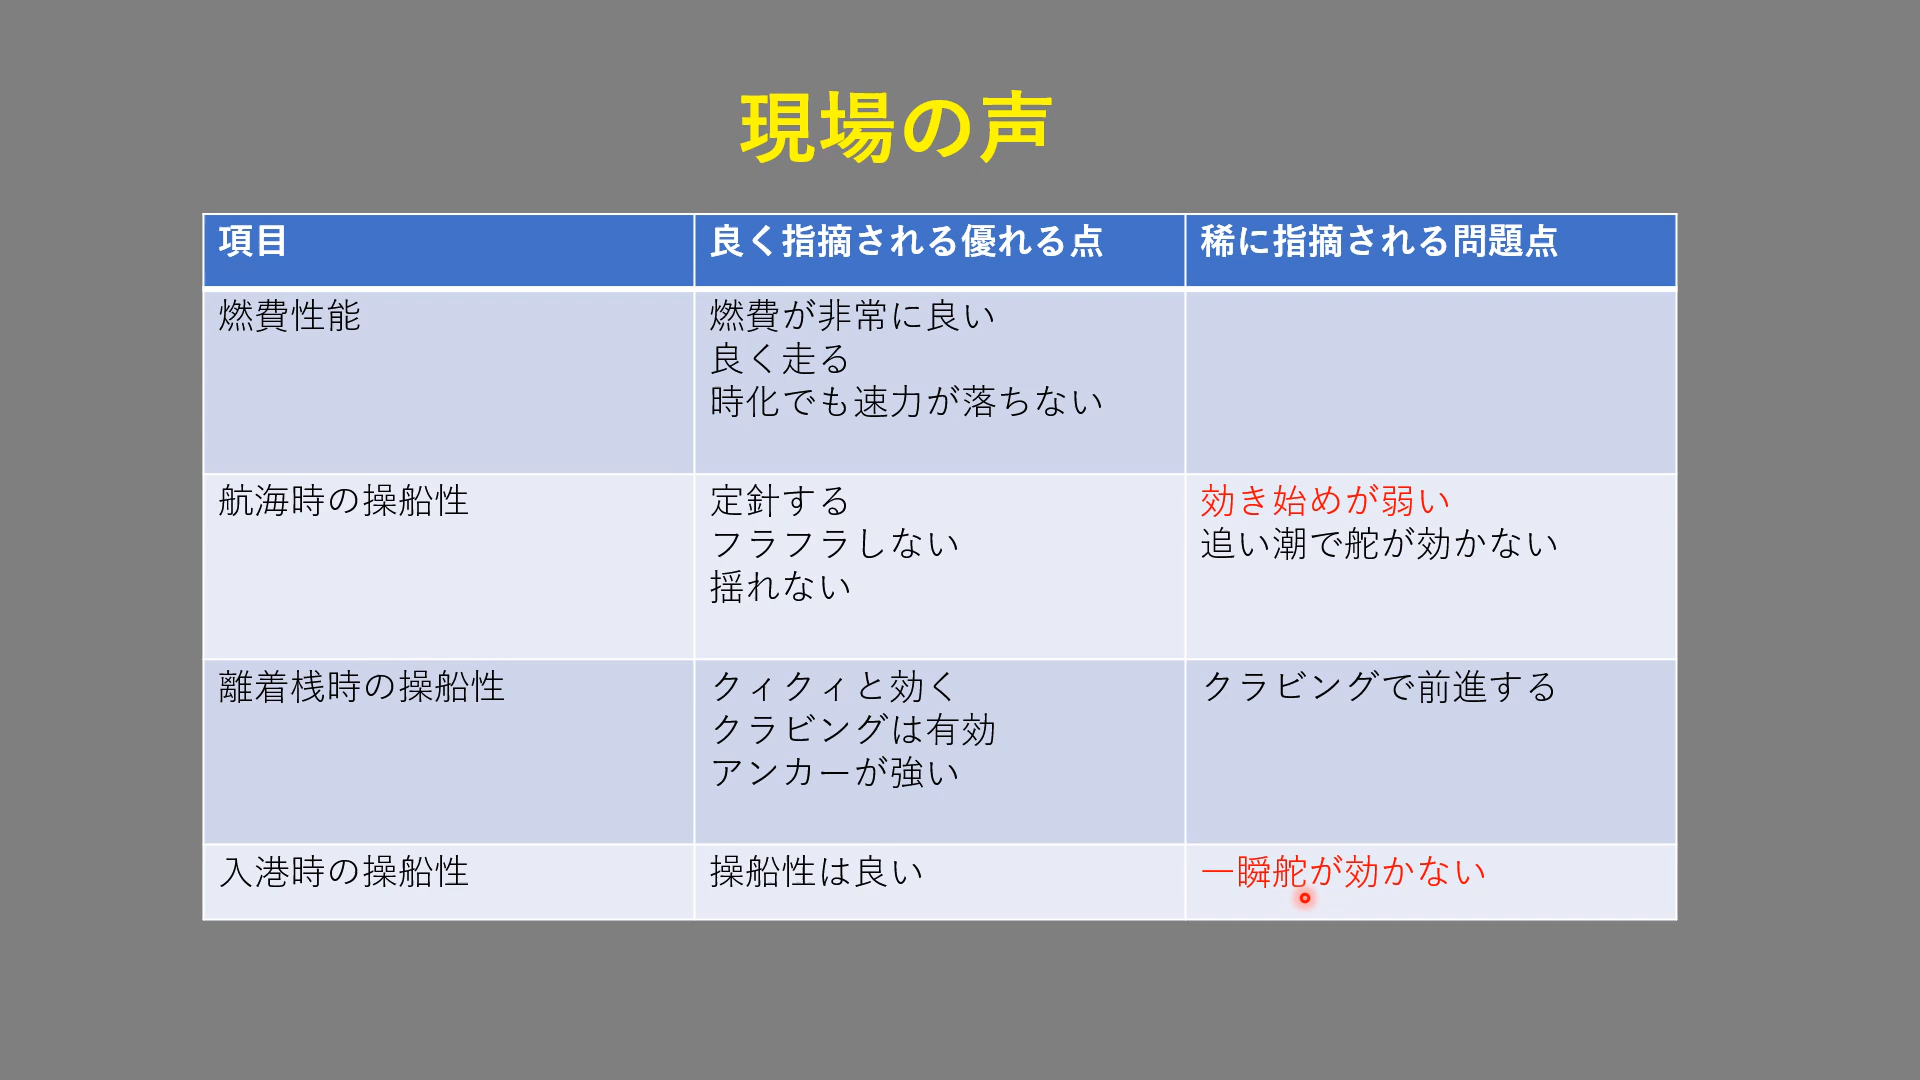 現場の声
項目
良く指摘される優れる点
稀に指摘される問題点
燃費性能
燃費が非常に良い
良く走る
時化でも速力が落ちない
航海時の操船性
定針する
フラフラしない
揺れない
効き始めが弱い
追い潮で舵が効かない
離着桟時の操船性
クィクィと効く
クラビングは有効
アンカーが強い
クラビングで前進する
入港時の操船性
操船性は良い
一瞬舵が効かない